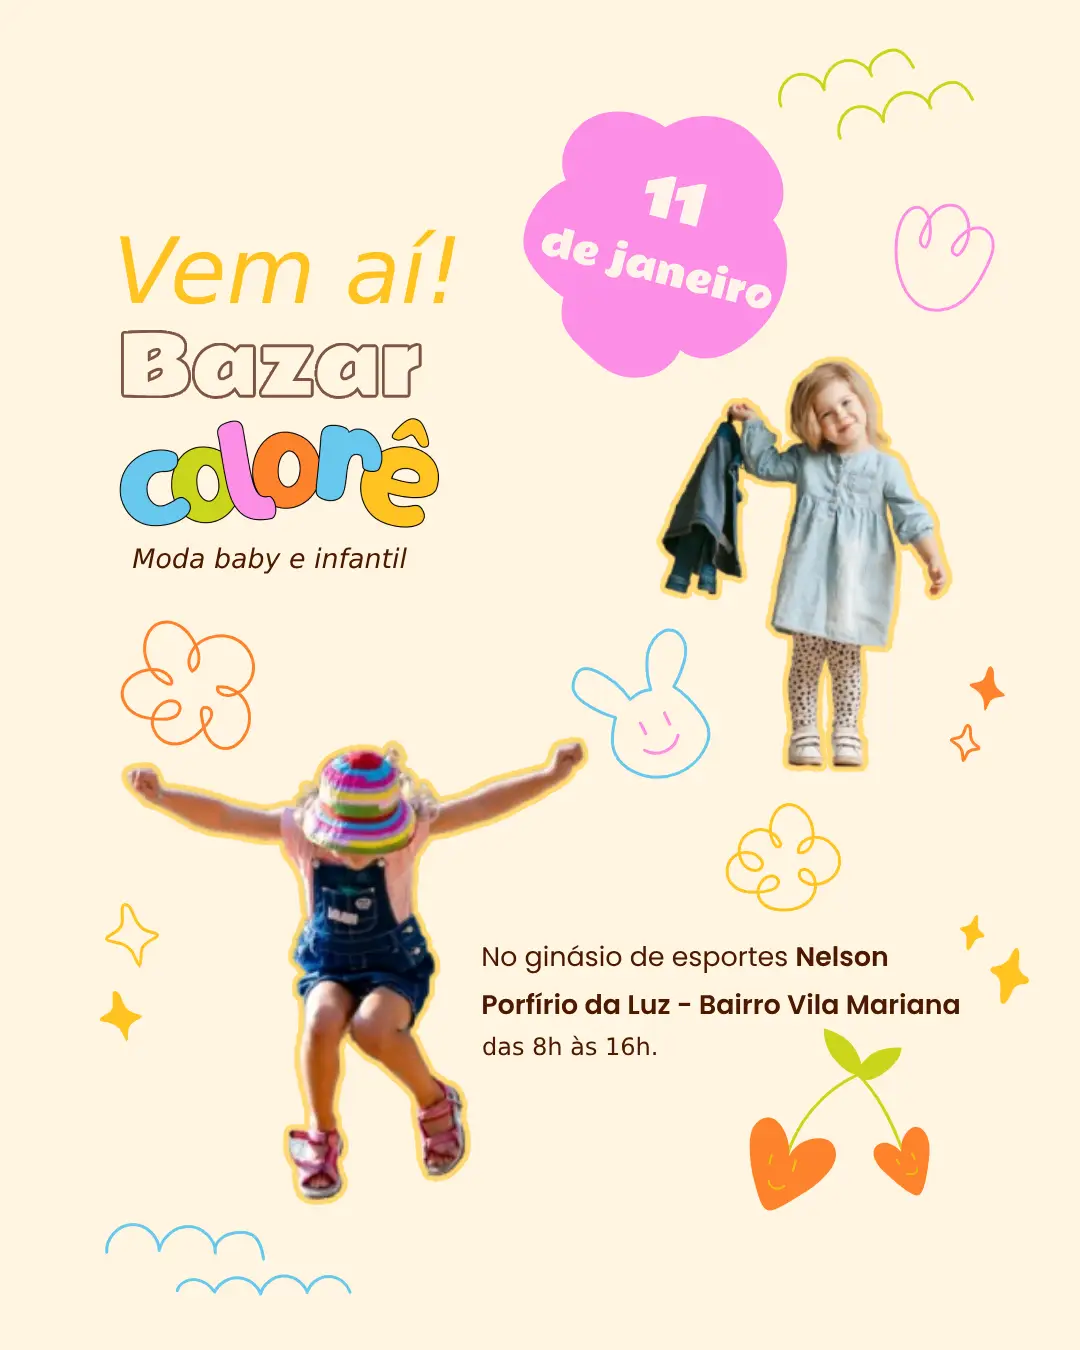 11
de janeiro
Vem aí!
Bazar
colorê
Moda baby e infantil
No ginásio de esportes Nelson
Porfírio da Luz - Bairro Vila Mariana
das 8h às 16h.